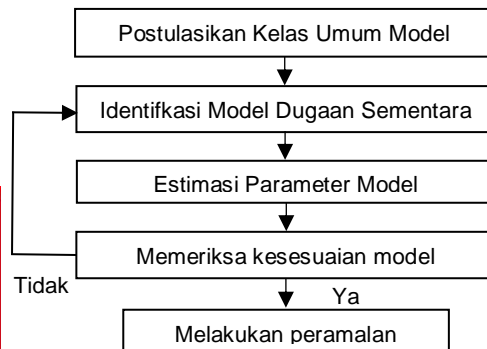 Postulasikan Kelas Umum Model
Identifkasi Model Dugaan Sementara
Estimasi Parameter Model
Memeriksa kesesuaian model
Tidak
Ya
Melakukan peramalan